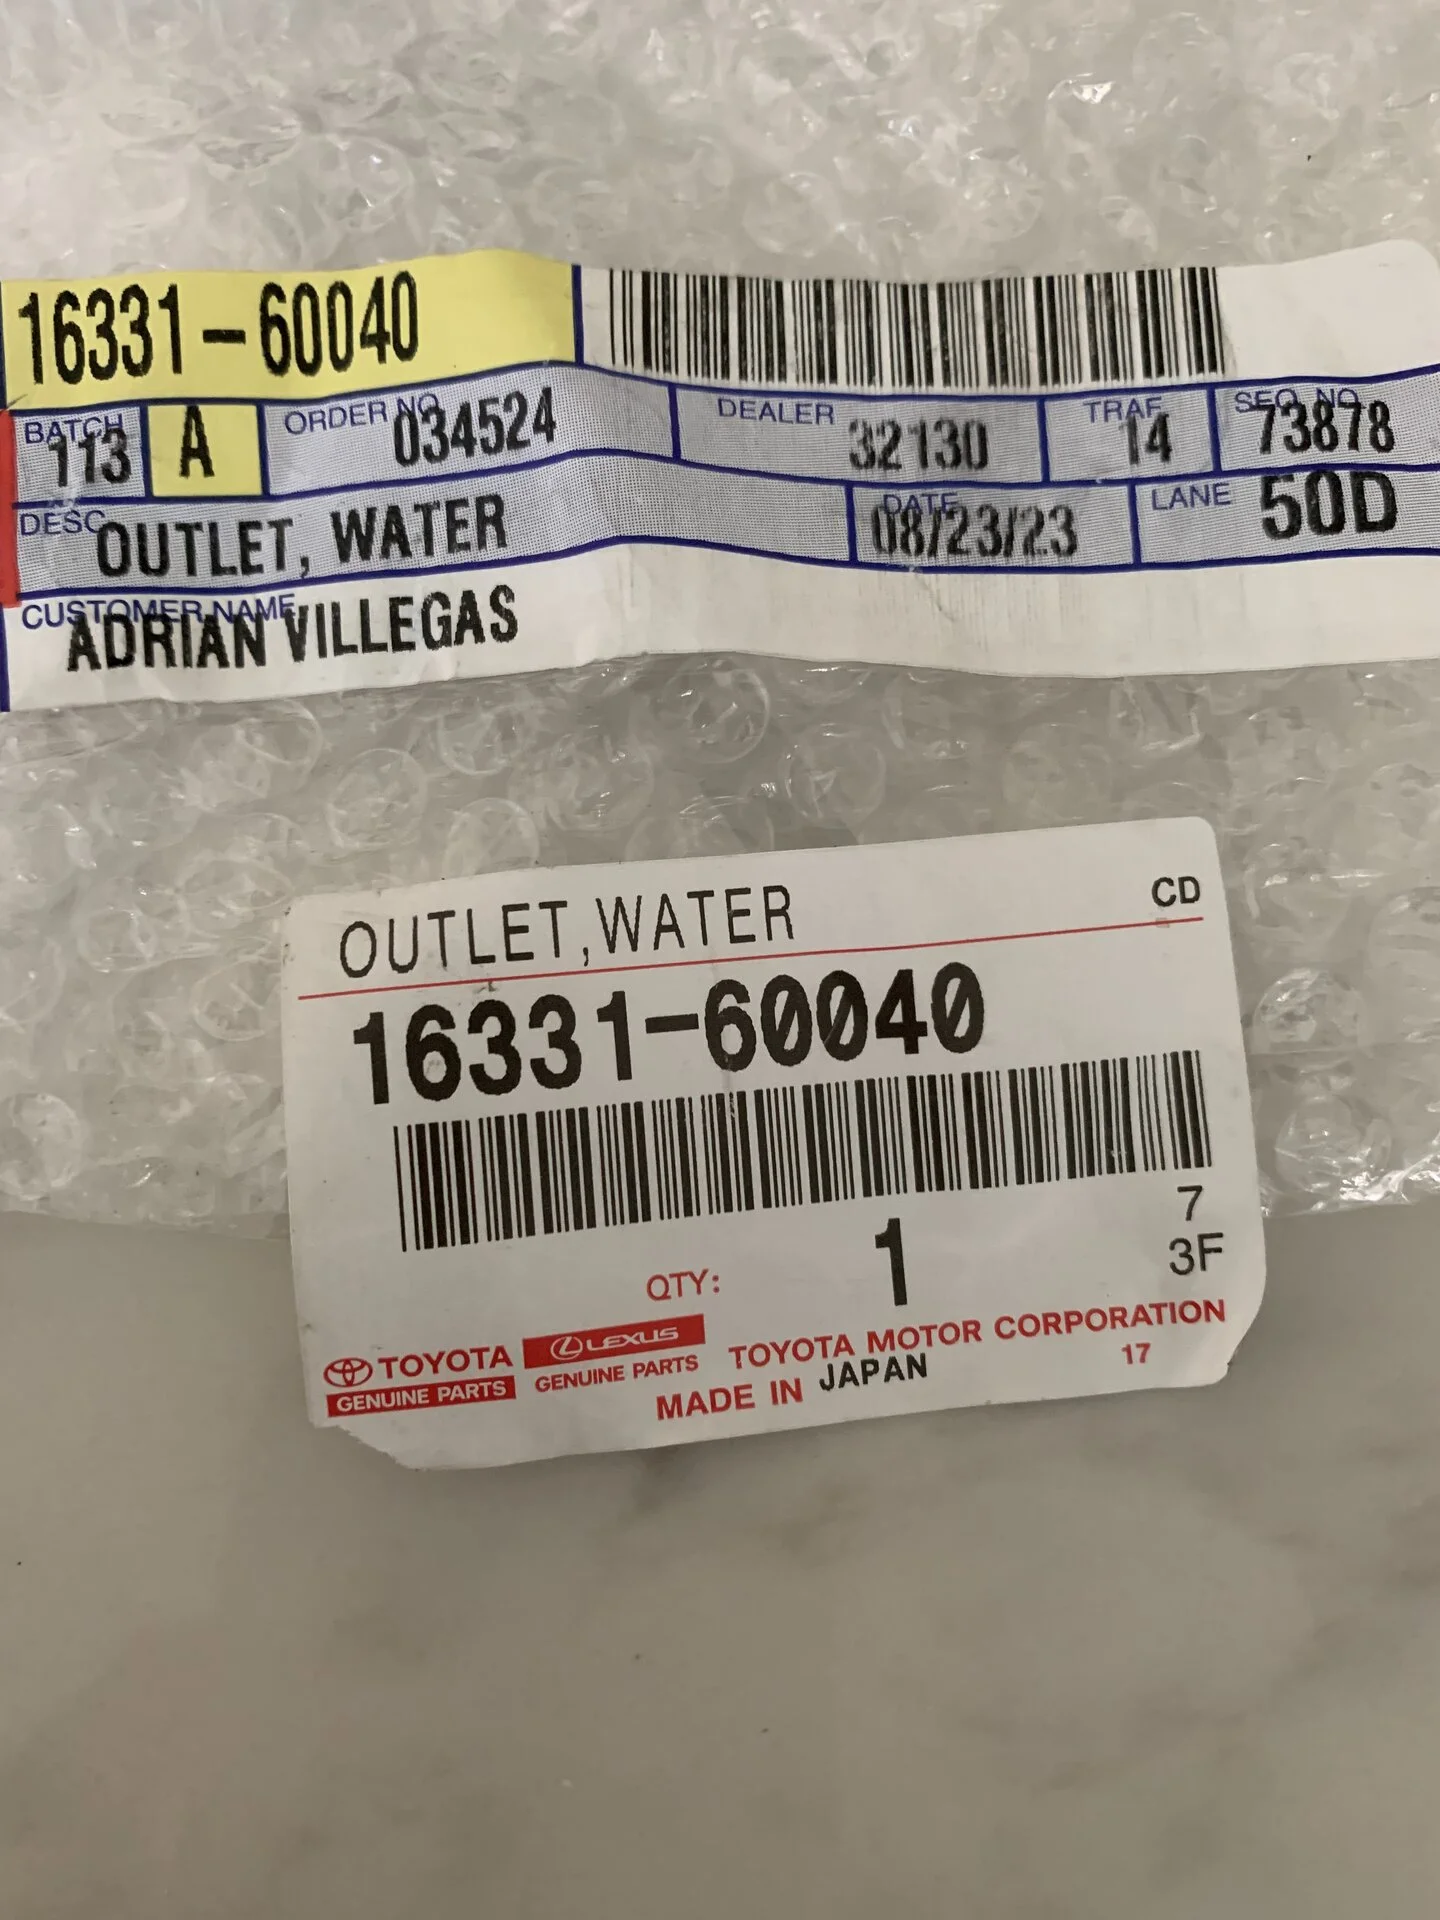 16331-60040
BATCH 113 A ORDER NO. 034524 DEALER 32130 TRAF 14 SEQ NO 73878
DESC OUTLET, WATER DATE 08/23/23 LANE 50D
CUSTOMER NAME ADRIAN VILLEGAS
OUTLET,WATER CD
16331-60040
7
QTY: 1 3F
TOYOTA GENUINE PARTS LEXUS GENUINE PARTS TOYOTA MOTOR CORPORATION
MADE IN JAPAN 17